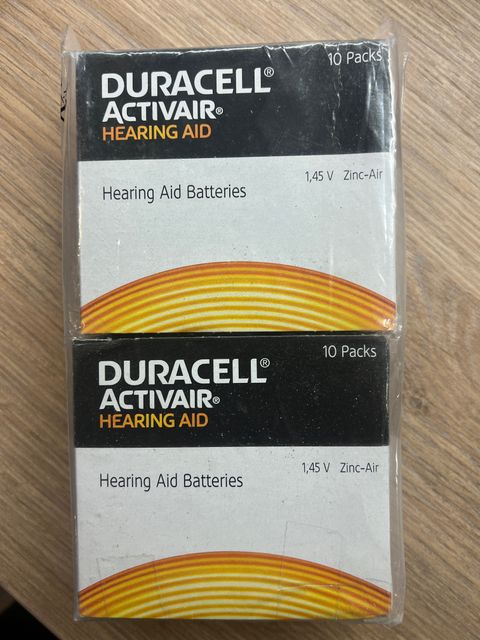 10 Packs
DURACELL®
ACTIVAIR®
HEARING AID
1,45 V Zinc-Air
Hearing Aid Batteries
10 Packs
DURACELL®
ACTIVAIR®
HEARING AID
1,45 V Zinc-Air
Hearing Aid Batteries